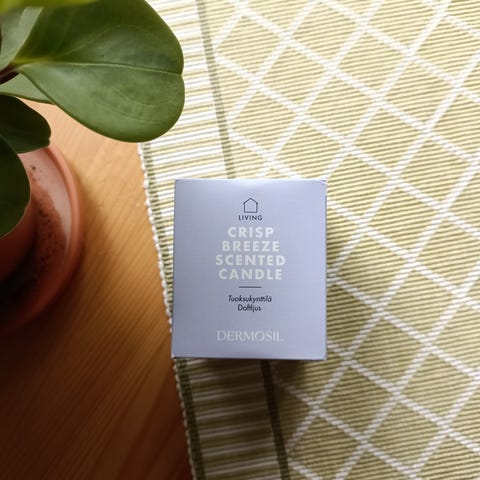 LIVING
CRISP
BREEZE
SCENTED
CANDLE
Tuoksukynttilä
Doftljus
DERMOSIL